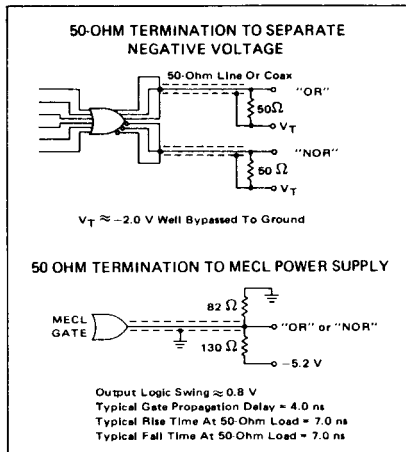 50-OHM TERMINATION TO SEPARATE
NEGATIVE VOLTAGE
50-Ohm Line Or Coax
"OR"
50Ω
VT
"NOR"
50 Ω
VT
VT ≈ -2.0 V Well Bypassed To Ground
50 OHM TERMINATION TO MECL POWER SUPPLY
82 Ω
MECL
GATE
"OR" or "NOR"
130 Ω
-5.2 V
Output Logic Swing ≈ 0.8 V
Typical Gate Propagation Delay = 4.0 ns
Typical Rise Time At 50-Ohm Load = 7.0 ns
Typical Fall Time At 50-Ohm Load = 7.0 ns